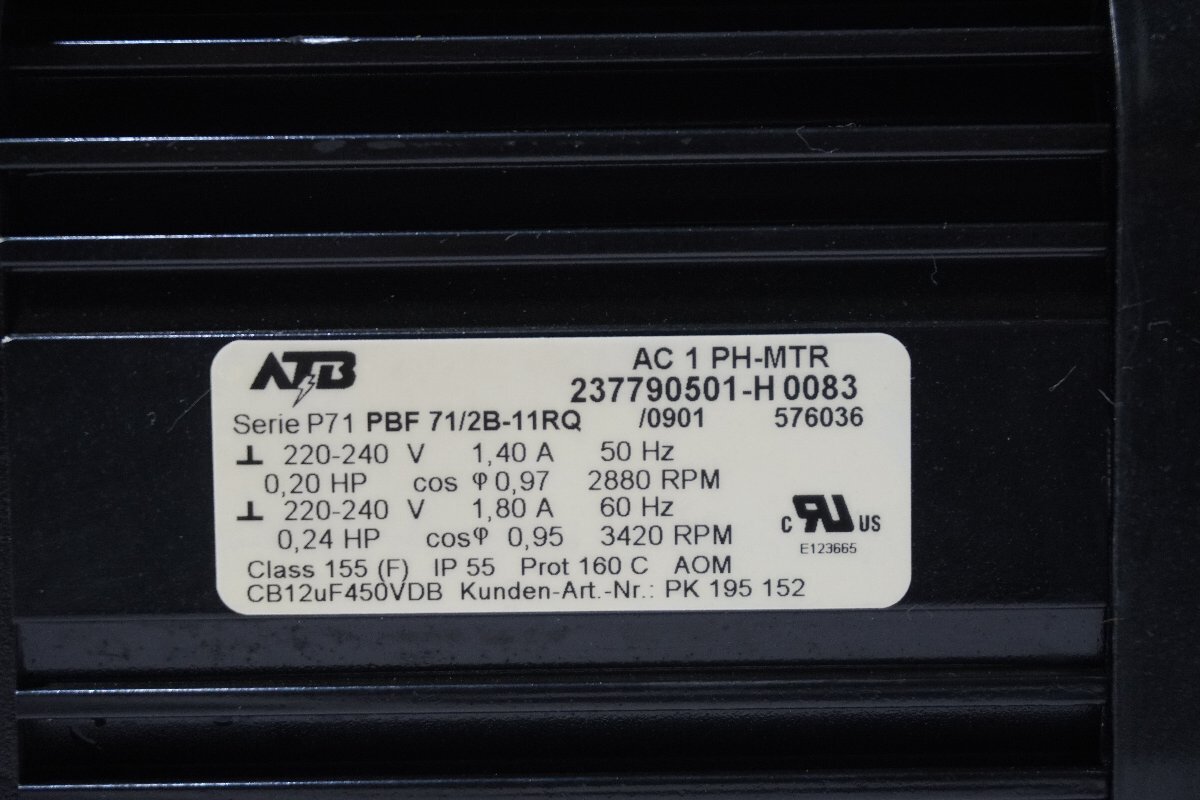 ATB AC 1 PH-MTR
237790501-H 0083
Serie P71 PBF 71/2B-11RQ /0901 576036
⊥ 220-240 V 1,40 A 50 Hz
0,20 HP cos φ 0,97 2880 RPM
⊥ 220-240 V 1,80 A 60 Hz
0,24 HP cosφ 0,95 3420 RPM
c RU US
E123665
Class 155 (F) IP 55 Prot 160 C AOM
CB12uF450VDB Kunden-Art.-Nr.: PK 195 152